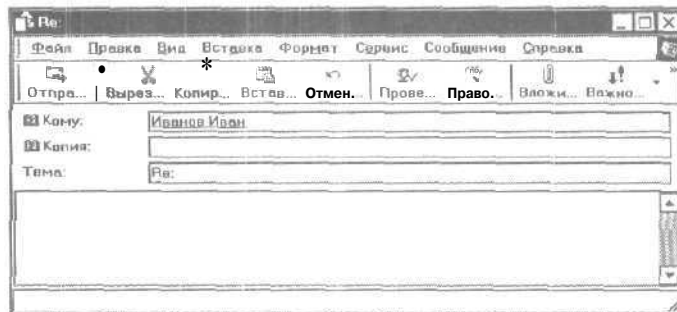 Re:
Файл Правка Вид Вставка Формат Сервис Сообщение Справка
Отпра... Вырез... Копир... Встав... Отмен... Прове... Право. Вложи... Важно...
Кому: Иванов Иван
Копия:
Тема: Re: